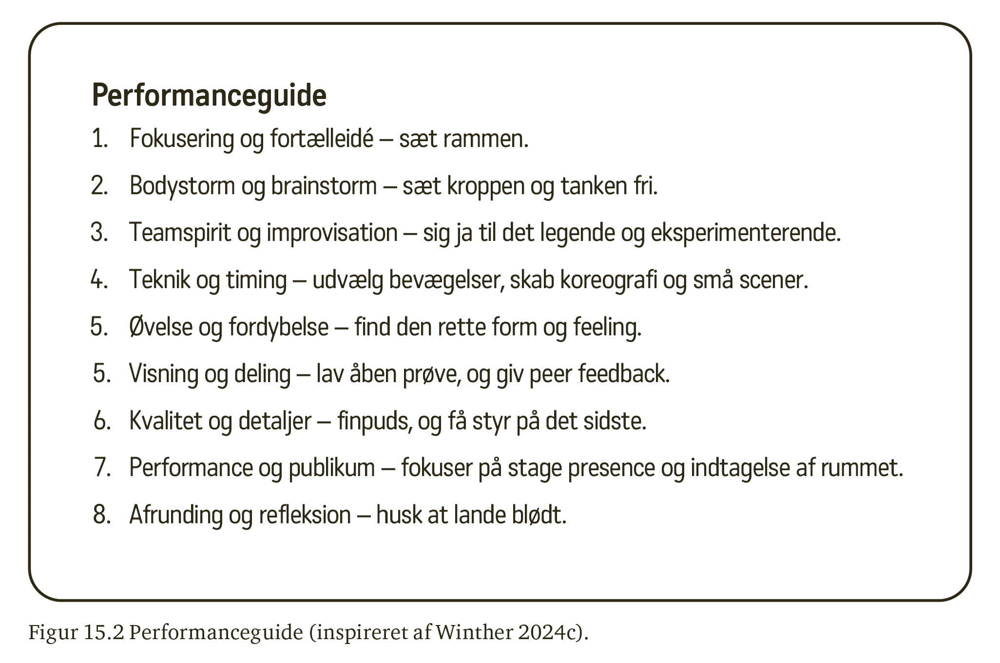 Performanceguide
1. Fokusering og fortælleidé – sæt rammen.
2. Bodystorm og brainstorm – sæt kroppen og tanken fri.
3. Teamspirit og improvisation – sig ja til det legende og eksperimenterende.
4. Teknik og timing – udvælg bevægelser, skab koreografi og små scener.
5. Øvelse og fordybelse – find den rette form og feeling.
5. Visning og deling – lav åben prøve, og giv peer feedback.
6. Kvalitet og detaljer – finpuds, og få styr på det sidste.
7. Performance og publikum – fokuser på stage presence og indtagelse af rummet.
8. Afrunding og refleksion – husk at lande blødt.
Figur 15.2 Performanceguide (inspireret af Winther 2024c).